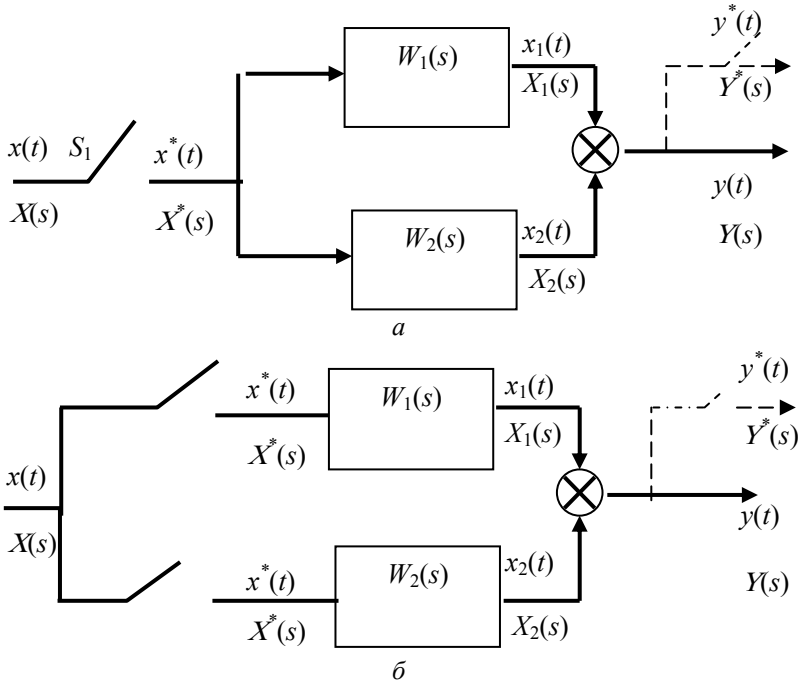 y*(t)
W₁(s)
x₁(t)
X₁(s)
Y*(s)
x(t)
S₁
x*(t)
X(s)
X*(s)
y(t)
Y(s)
W₂(s)
x₂(t)
X₂(s)
а
x*(t)
W₁(s)
x₁(t)
y*(t)
X*(s)
X₁(s)
Y*(s)
x(t)
X(s)
y(t)
x*(t)
W₂(s)
x₂(t)
Y(s)
X*(s)
X₂(s)
б